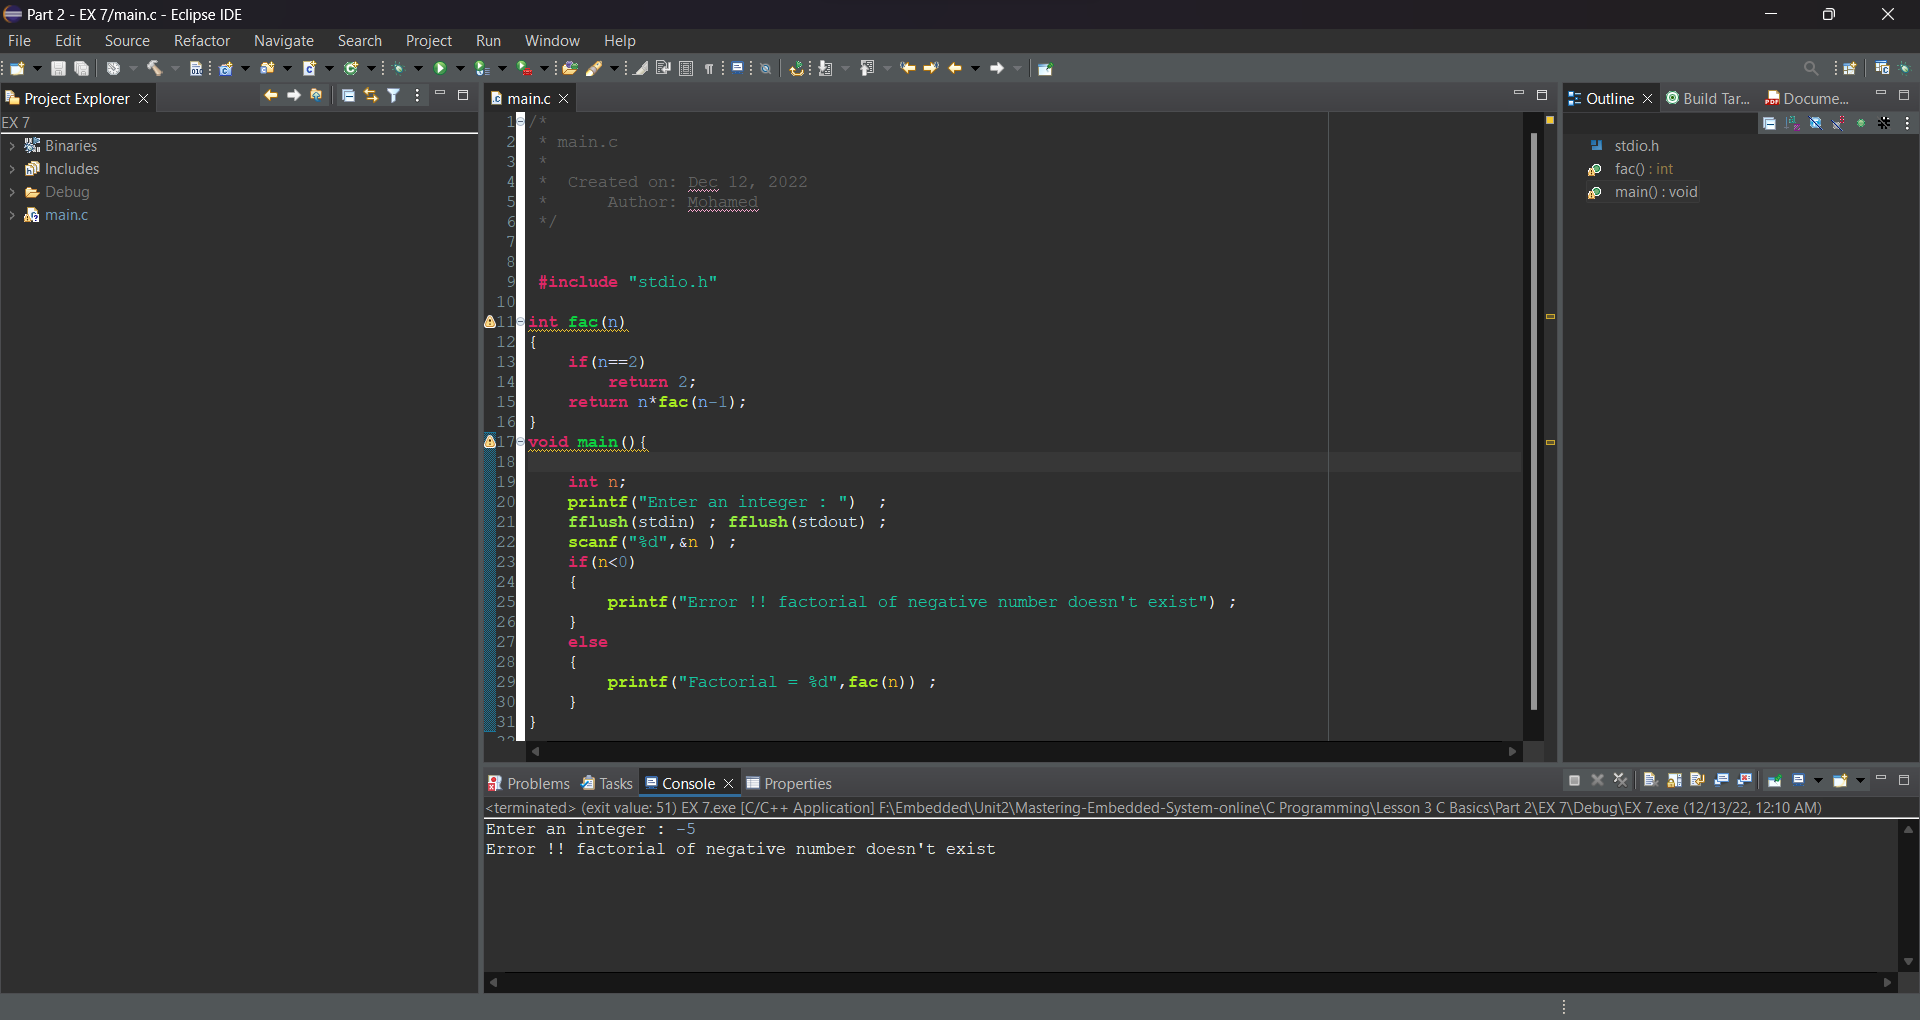 Part 2 - EX 7/main.c - Eclipse IDE
File Edit Source Refactor Navigate Search Project Run Window Help
Project Explorer
EX 7
Binaries
Includes
Debug
main.c
main.c
1 /*
2 * main.c
3 *
4 * Created on: Dec 12, 2022
5 * Author: Mohamed
6 */
7
8
9 #include "stdio.h"
10
11 int fac(n)
12 {
13 if(n==2)
14 return 2;
15 return n*fac(n-1);
16 }
17 void main(){
18
19 int n;
20 printf("Enter an integer : ") ;
21 fflush(stdin) ; fflush(stdout) ;
22 scanf("%d",&n ) ;
23 if(n<0)
24 {
25 printf("Error !! factorial of negative number doesn't exist") ;
26 }
27 else
28 {
29 printf("Factorial = %d",fac(n)) ;
30 }
31 }
32
Outline Build Tar... Docume...
stdio.h
fac() : int
main() : void
Problems Tasks Console Properties
<terminated> (exit value: 51) EX 7.exe [C/C++ Application] F:\Embedded\Unit2\Mastering-Embedded-System-online\C Programming\Lesson 3 C Basics\Part 2\EX 7\Debug\EX 7.exe (12/13/22, 12:10 AM)
Enter an integer : -5
Error !! factorial of negative number doesn't exist